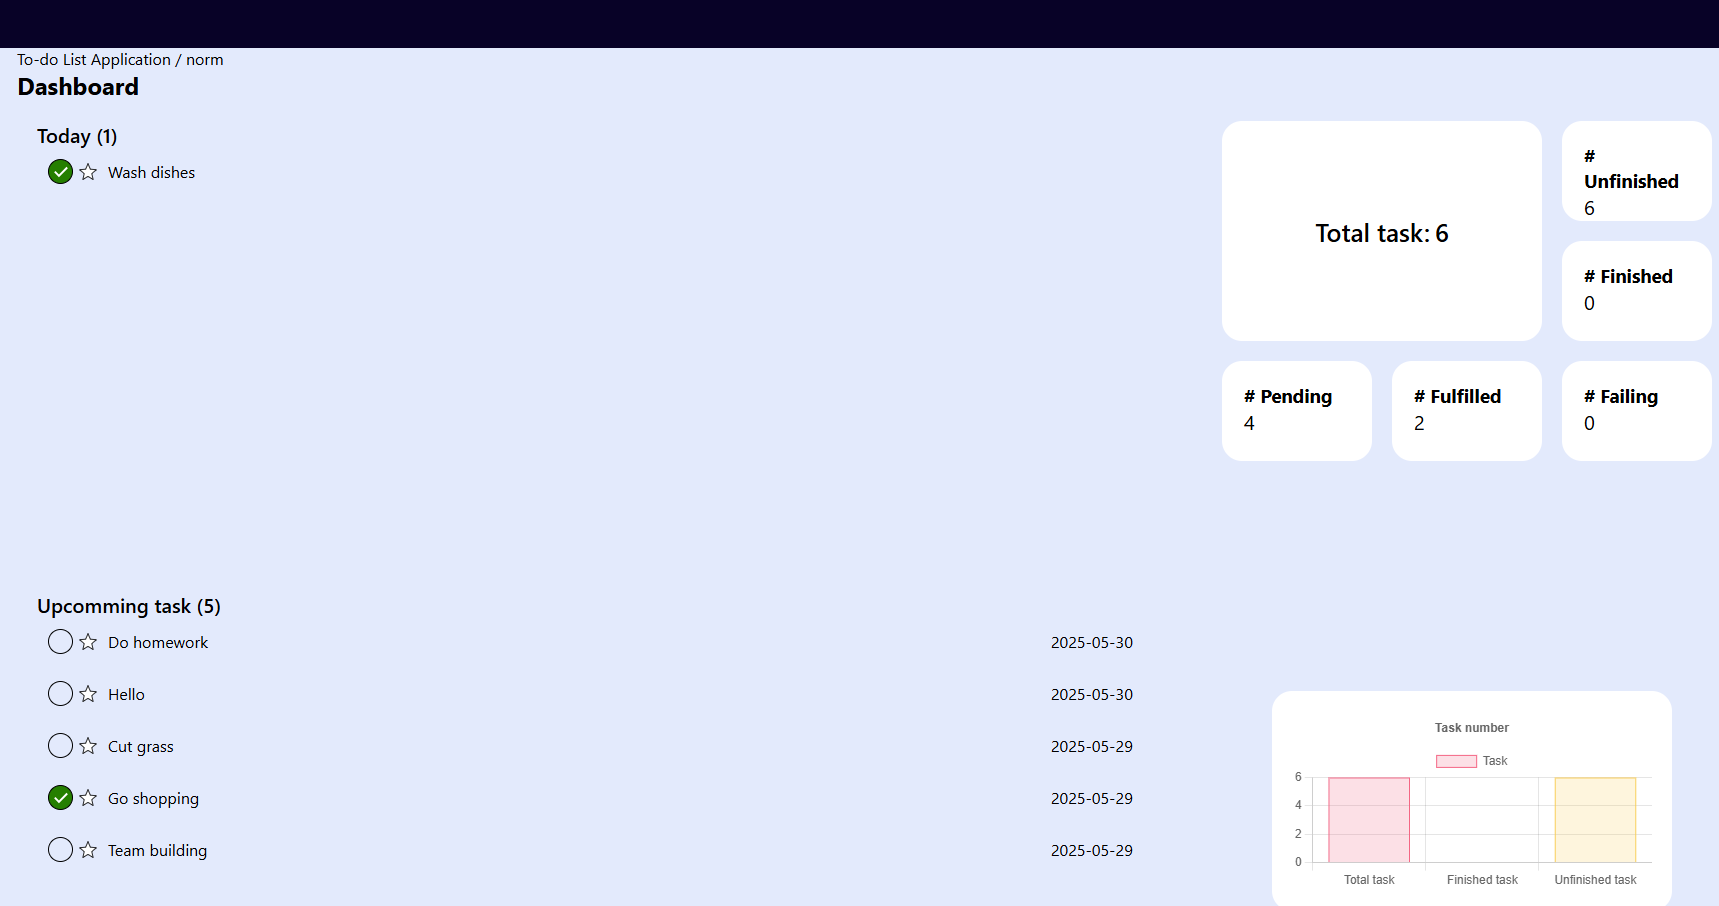 To-do List Application / norm
Dashboard
Today (1)
Wash dishes
Total task: 6
# Unfinished
6
# Finished
0
# Pending
4
# Fulfilled
2
# Failing
0
Upcomming task (5)
Do homework 2025-05-30
Hello 2025-05-30
Cut grass 2025-05-29
Go shopping 2025-05-29
Team building 2025-05-29
Task number
Task
6
4
2
0
Total task Finished task Unfinished task